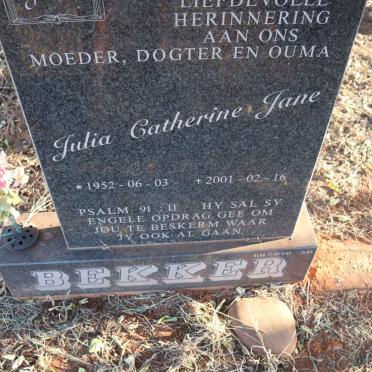 LIEFDEVOLLE
HERINNERING
AAN ONS
MOEDER, DOGTER EN OUMA
Julia Catherine Jane
*1952-06-03 +2001-02-16
PSALM 91:11 HY SAL SY
ENGELE OPDRAG GEE OM
JOU TE BESKERM WAAR
JY OOK AL GAAN.
BEKKER